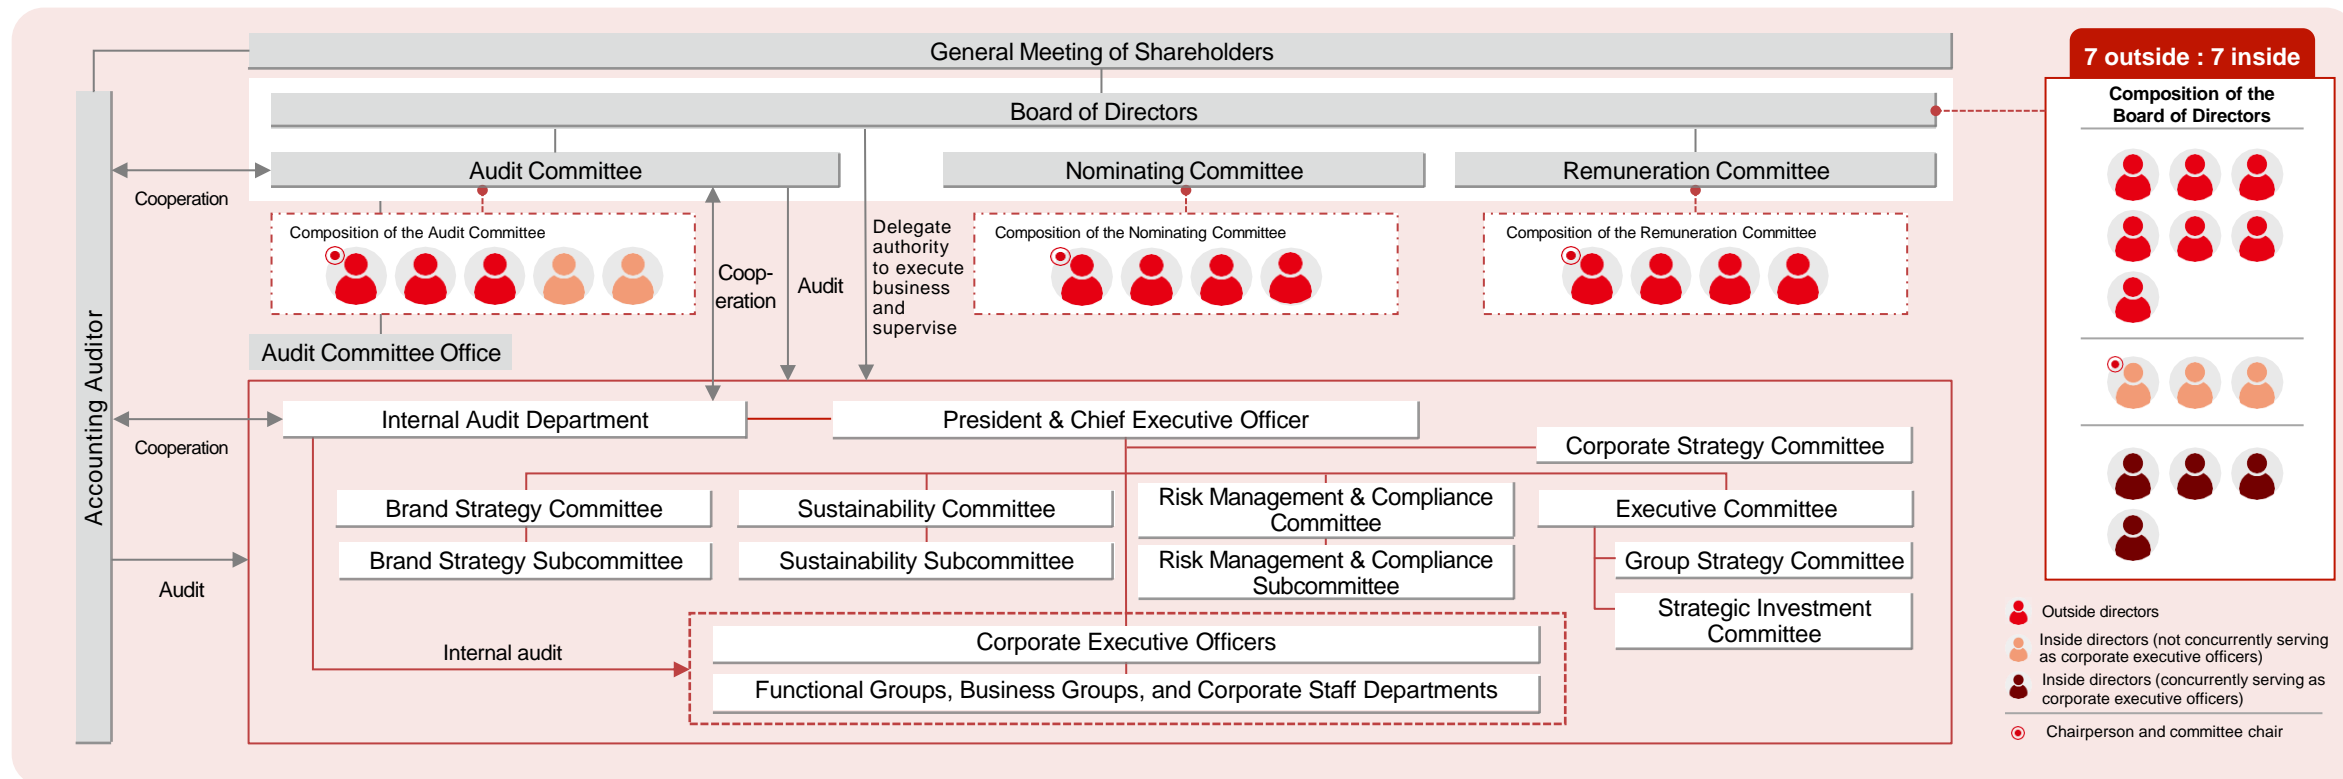 General Meeting of Shareholders
7 outside : 7 inside
Composition of the
Board of Directors
Board of Directors
Audit Committee
Nominating Committee
Remuneration Committee
Cooperation
Composition of the Audit Committee
Coop-
eration
Audit
Delegate
authority
to execute
business
and
supervise
Composition of the Nominating Committee
Composition of the Remuneration Committee
Accounting Auditor
Audit Committee Office
Internal Audit Department
President & Chief Executive Officer
Cooperation
Corporate Strategy Committee
Brand Strategy Committee
Sustainability Committee
Risk Management & Compliance
Committee
Executive Committee
Brand Strategy Subcommittee
Sustainability Subcommittee
Risk Management & Compliance
Subcommittee
Group Strategy Committee
Strategic Investment
Committee
Audit
Internal audit
Corporate Executive Officers
Functional Groups, Business Groups, and Corporate Staff Departments
Outside directors
Inside directors (not concurrently serving
as corporate executive officers)
Inside directors (concurrently serving as
corporate executive officers)
Chairperson and committee chair